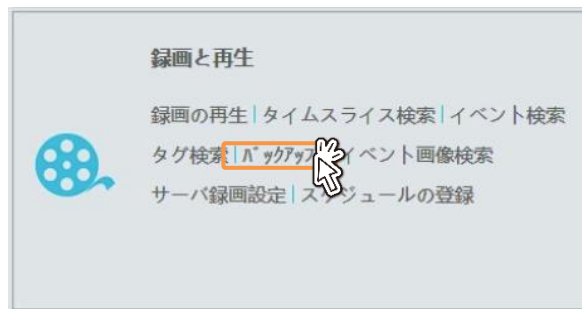 録画と再生
録画の再生|タイムスライス検索|イベント検索
タグ検索|ﾊﾞｯｸｱｯﾌﾟ イベント画像検索
サーバ録画設定|スケジュールの登録